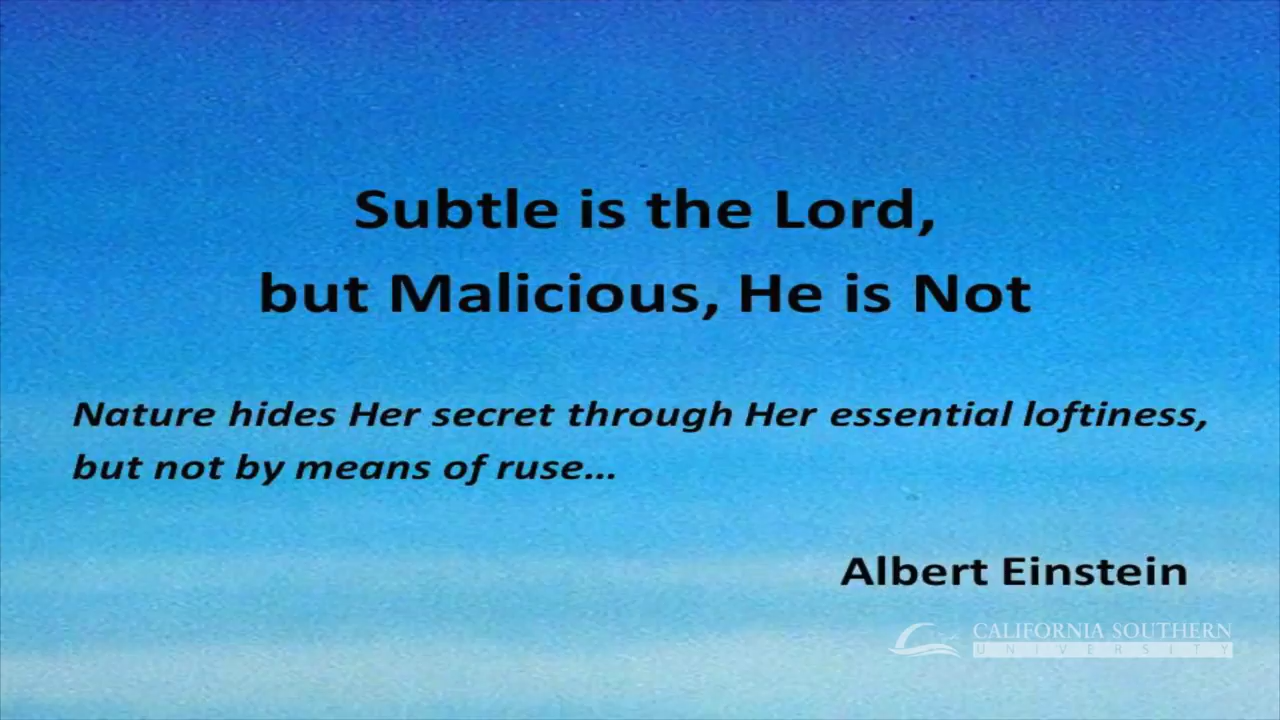 Subtle is the Lord,
but Malicious, He is Not
Nature hides Her secret through Her essential loftiness,
but not by means of ruse...
Albert Einstein
CALIFORNIA SOUTHERN
UNIVERSITY